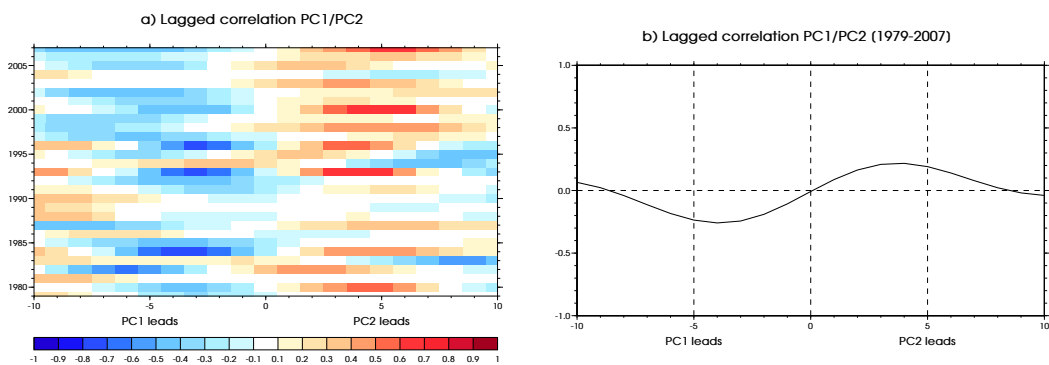 a) Lagged correlation PC1/PC2
2005
2000
1995
1990
1985
1980
-10 -5 0 5 10
PC1 leads PC2 leads
-1 -0.9 -0.8 -0.7 -0.6 -0.5 -0.4 -0.3 -0.2 -0.1 0.1 0.2 0.3 0.4 0.5 0.6 0.7 0.8 0.9 1
b) Lagged correlation PC1/PC2 [1979-2007]
1.0
0.5
0.0
-0.5
-1.0
-10 -5 0 5 10
PC1 leads PC2 leads